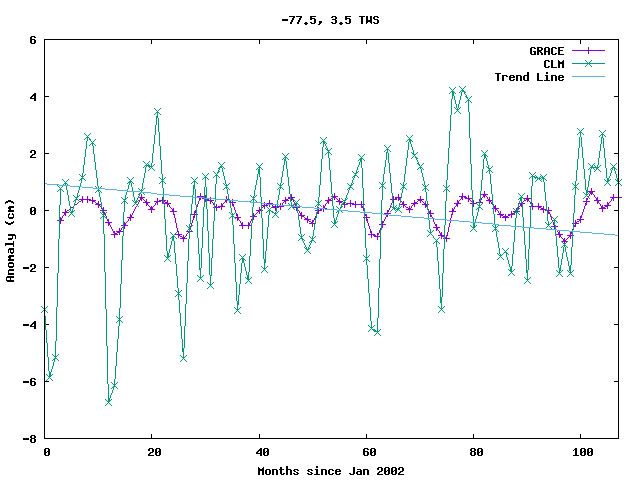 -77.5, 3.5 TWS
GRACE
CLM
Trend Line
6
4
2
0
-2
-4
-6
-8
Anomaly (cm)
0 20 40 60 80 100
Months since Jan 2002